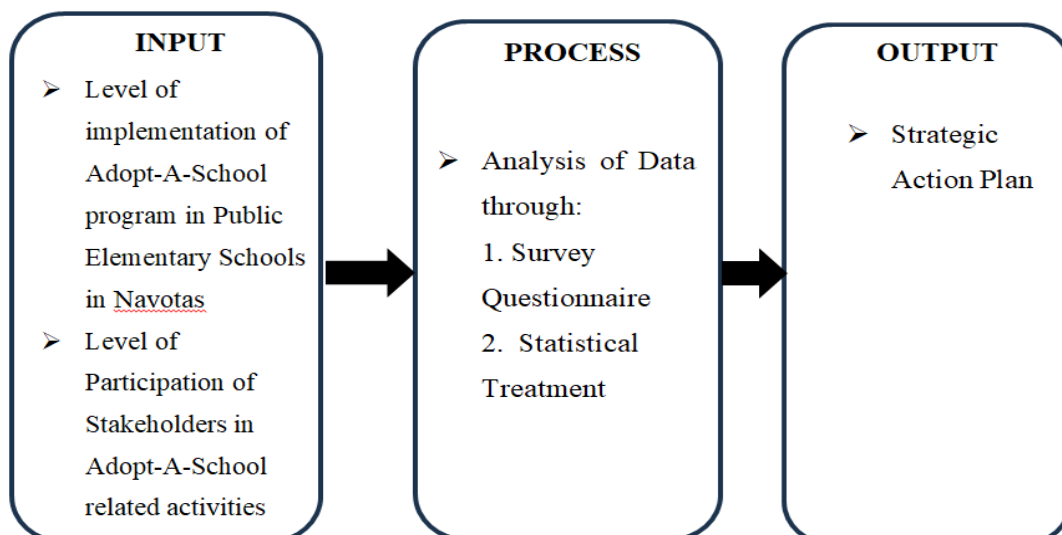 INPUT
➢ Level of
implementation of
Adopt-A-School
program in Public
Elementary Schools
in Navotas
➢ Level of
Participation of
Stakeholders in
Adopt-A-School
related activities
PROCESS
➢ Analysis of Data
through:
1. Survey
Questionnaire
2. Statistical
Treatment
OUTPUT
➢ Strategic
Action Plan